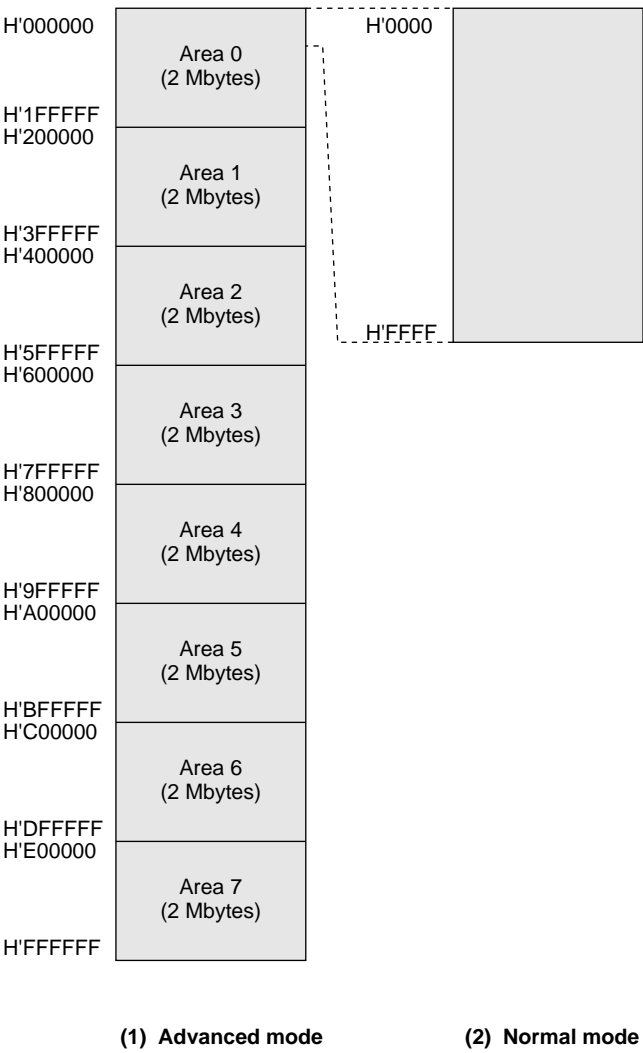 H'000000
Area 0
(2 Mbytes)
H'1FFFFF
H'200000
Area 1
(2 Mbytes)
H'3FFFFF
H'400000
Area 2
(2 Mbytes)
H'5FFFFF
H'600000
Area 3
(2 Mbytes)
H'7FFFFF
H'800000
Area 4
(2 Mbytes)
H'9FFFFF
H'A00000
Area 5
(2 Mbytes)
H'BFFFFF
H'C00000
Area 6
(2 Mbytes)
H'DFFFFF
H'E00000
Area 7
(2 Mbytes)
H'FFFFFF
(1) Advanced mode
H'0000
H'FFFF
(2) Normal mode